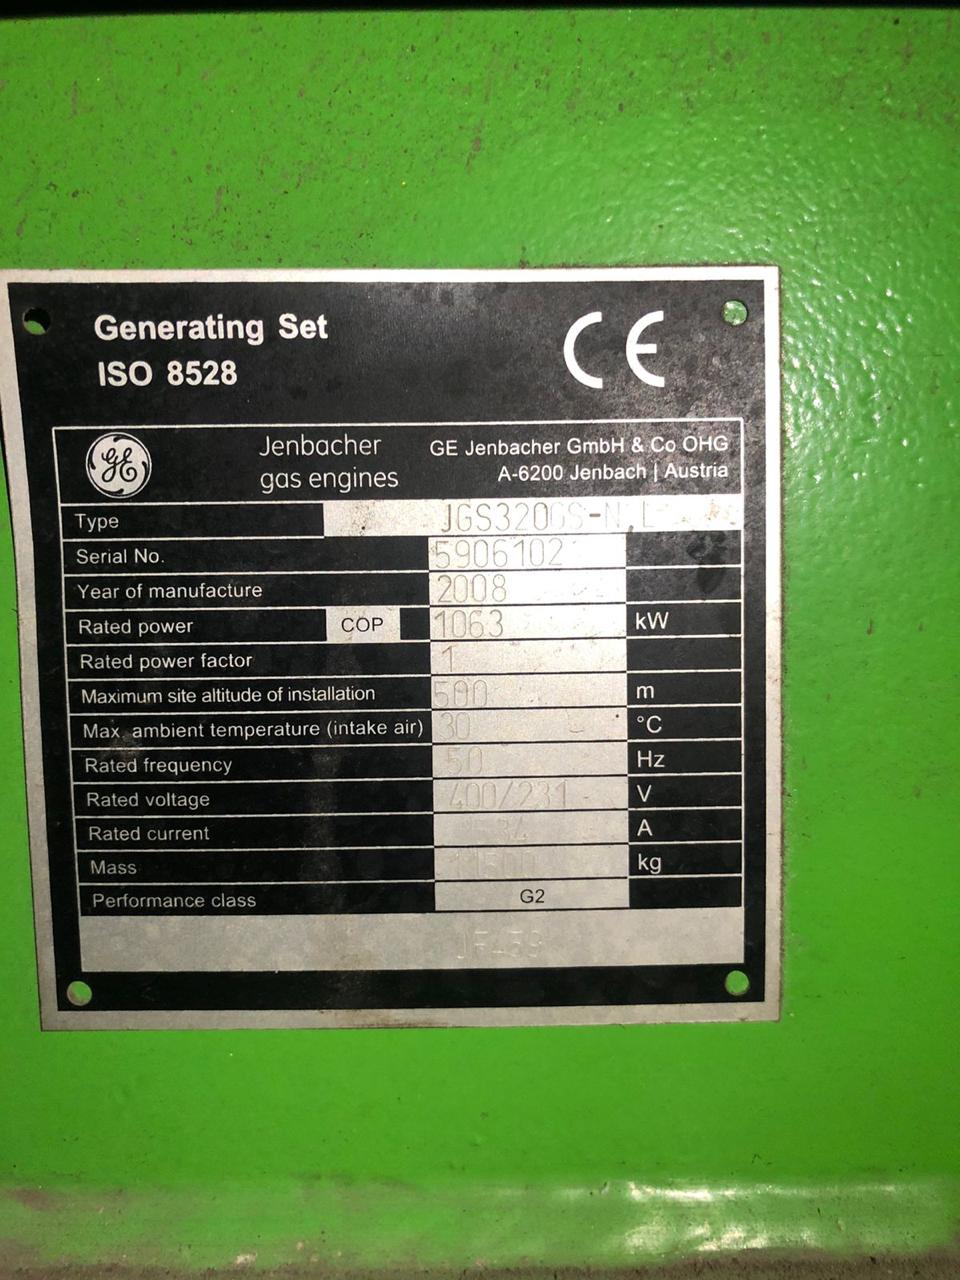 Generating Set
ISO 8528
CE
GE
Jenbacher
gas engines
GE Jenbacher GmbH & Co OHG
A-6200 Jenbach | Austria
Type JGS320GS-N.L
Serial No. 5906102
Year of manufacture 2008
Rated power COP 1063 kW
Rated power factor 1
Maximum site altitude of installation 500 m
Max. ambient temperature (intake air) 30 °C
Rated frequency 50 Hz
Rated voltage 400/231 V
Rated current A
Mass kg
Performance class G2